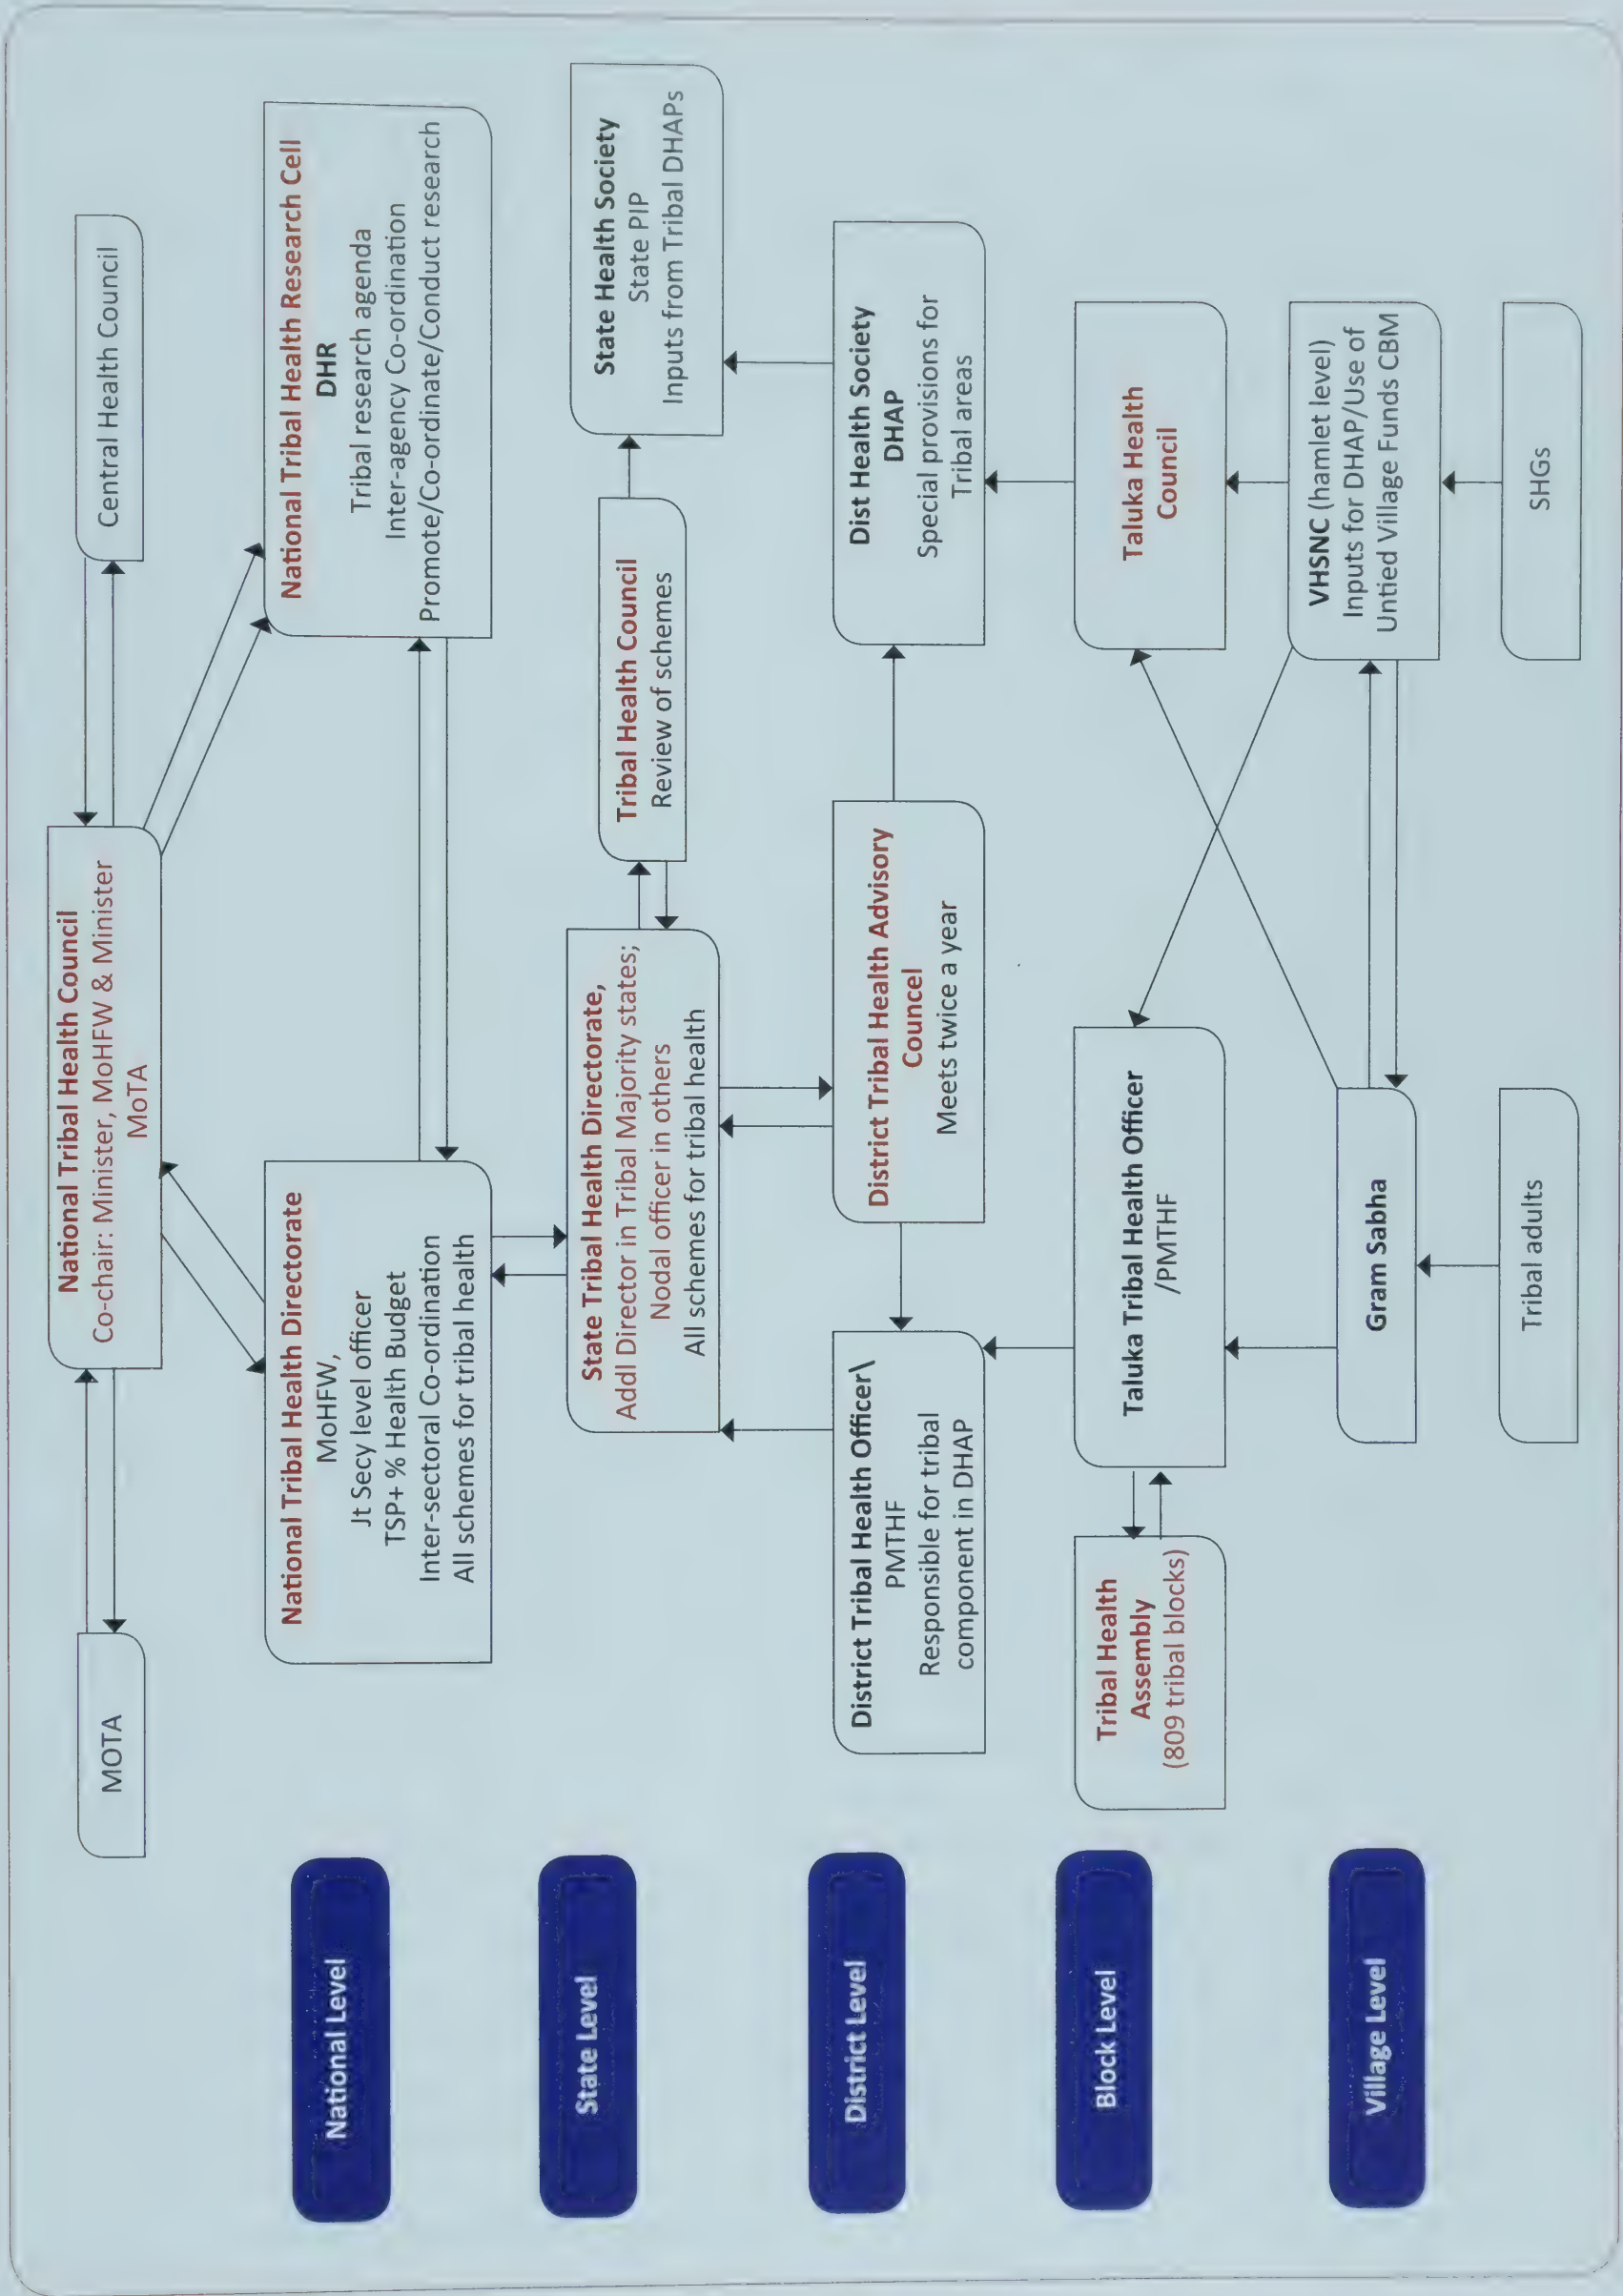 National Tribal Health Council
Co-chair: Minister, MoHFW & Minister
MoTA
MOTA
Central Health Council
National Level
National Tribal Health Directorate
MoHFW,
Jt Secy level officer
TSP+ % Health Budget
Inter-sectoral Co-ordination
All schemes for tribal health
National Tribal Health Research Cell
DHR
Tribal research agenda
Inter-agency Co-ordination
Promote/Co-ordinate/Conduct research
State Level
State Tribal Health Directorate,
Addl Director in Tribal Majority states;
Nodal officer in others
All schemes for tribal health
Tribal Health Council
Review of schemes
State Health Society
State PIP
Inputs from Tribal DHAPs
District Level
District Tribal Health Officer\
PMTHF
Responsible for tribal
component in DHAP
District Tribal Health Advisory
Councel
Meets twice a year
Dist Health Society
DHAP
Special provisions for
Tribal areas
Block Level
Tribal Health
Assembly
(809 tribal blocks)
Taluka Tribal Health Officer
/PMTHF
Taluka Health
Council
Village Level
Gram Sabha
VHSNC (hamlet level)
Inputs for DHAP/Use of
Untied Village Funds CBM
Tribal adults
SHGs